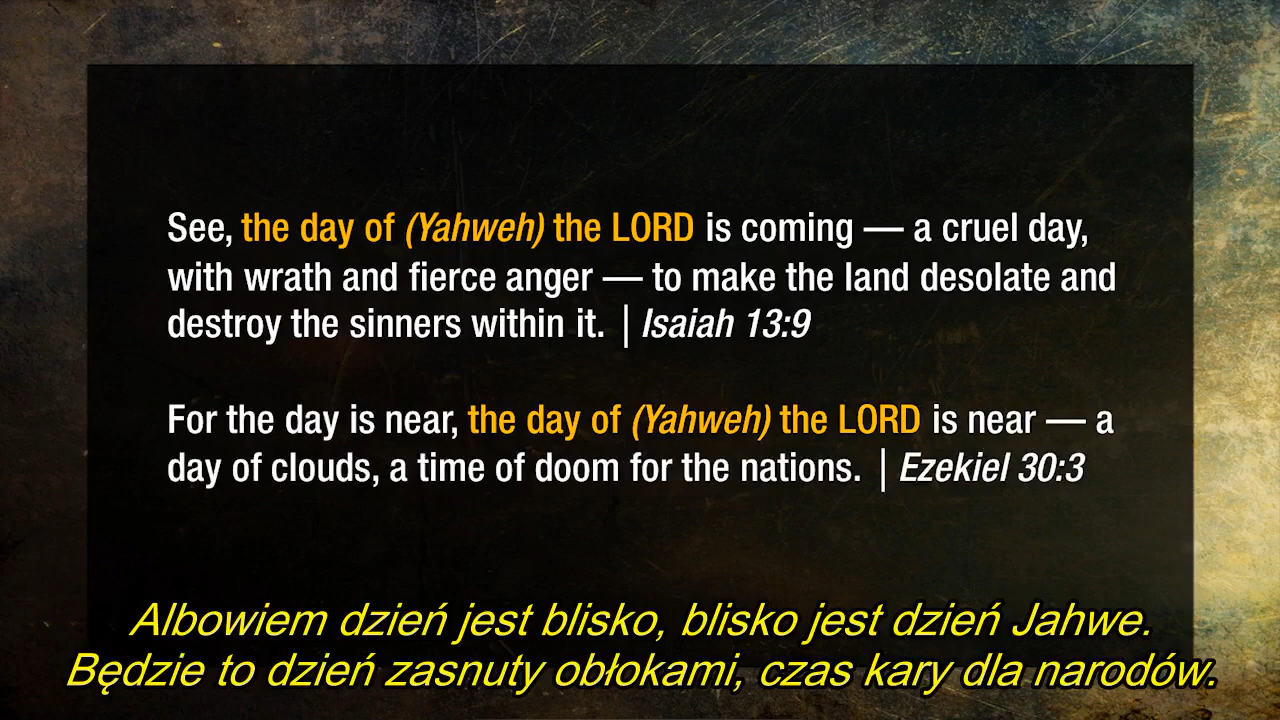 See, the day of (Yahweh) the LORD is coming — a cruel day,
with wrath and fierce anger — to make the land desolate and
destroy the sinners within it. | Isaiah 13:9
For the day is near, the day of (Yahweh) the LORD is near — a
day of clouds, a time of doom for the nations. | Ezekiel 30:3
Albowiem dzień jest blisko, blisko jest dzień Jahwe.
Będzie to dzień zasnuty obłokami, czas kary dla narodów.